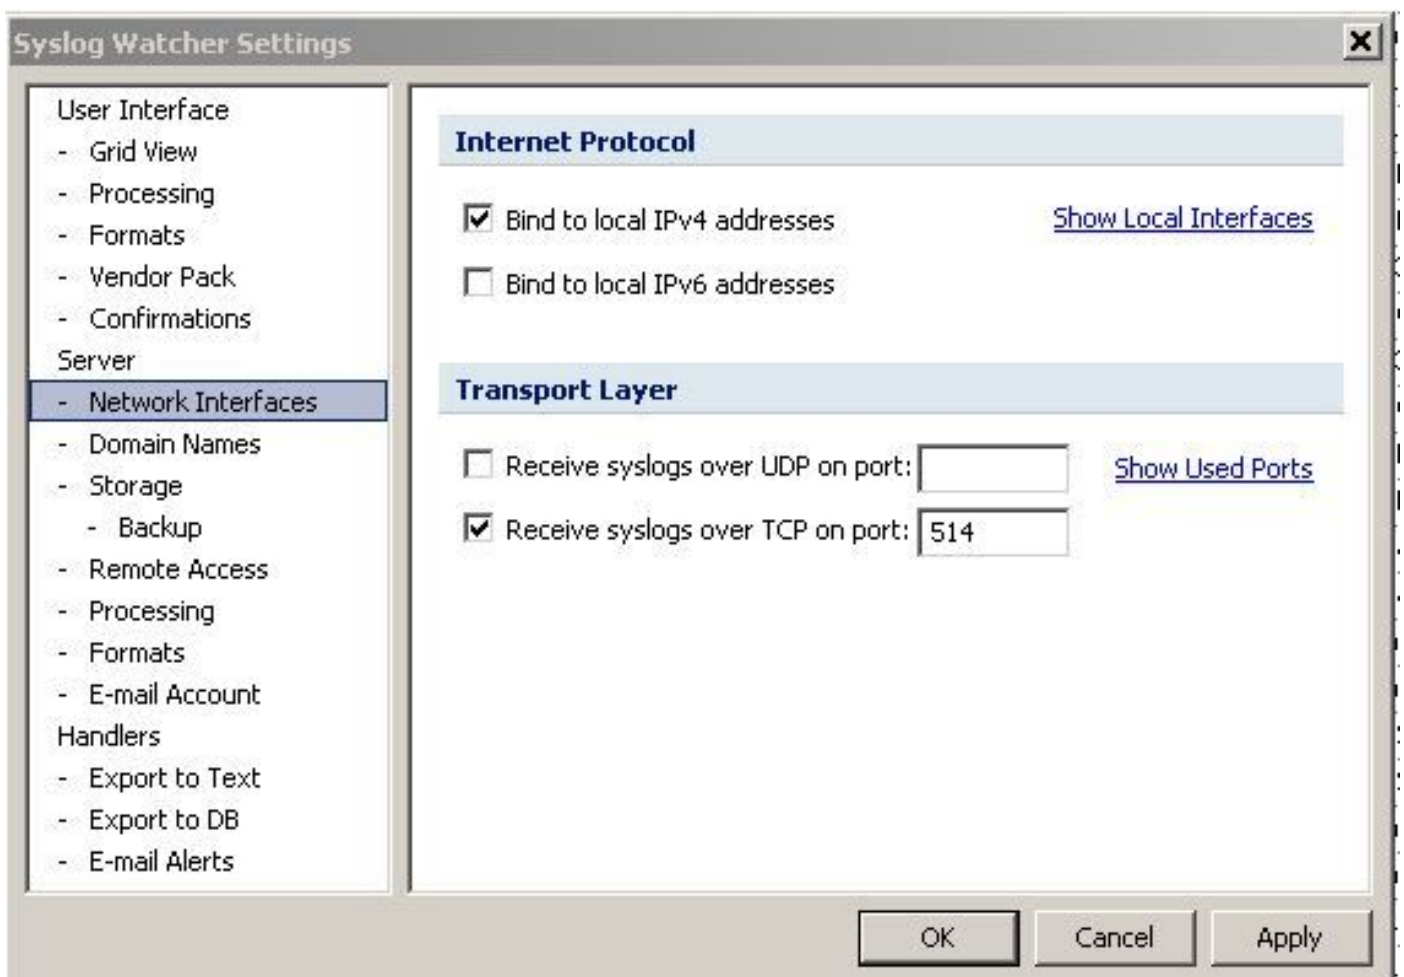 Syslog Watcher Settings
User Interface
- Grid View
- Processing
- Formats
- Vendor Pack
- Confirmations
Server
- Network Interfaces
- Domain Names
- Storage
- Backup
- Remote Access
- Processing
- Formats
- E-mail Account
Handlers
- Export to Text
- Export to DB
- E-mail Alerts
Internet Protocol
Bind to local IPv4 addresses Show Local Interfaces
Bind to local IPv6 addresses
Transport Layer
Receive syslogs over UDP on port: Show Used Ports
Receive syslogs over TCP on port: 514
OK Cancel Apply